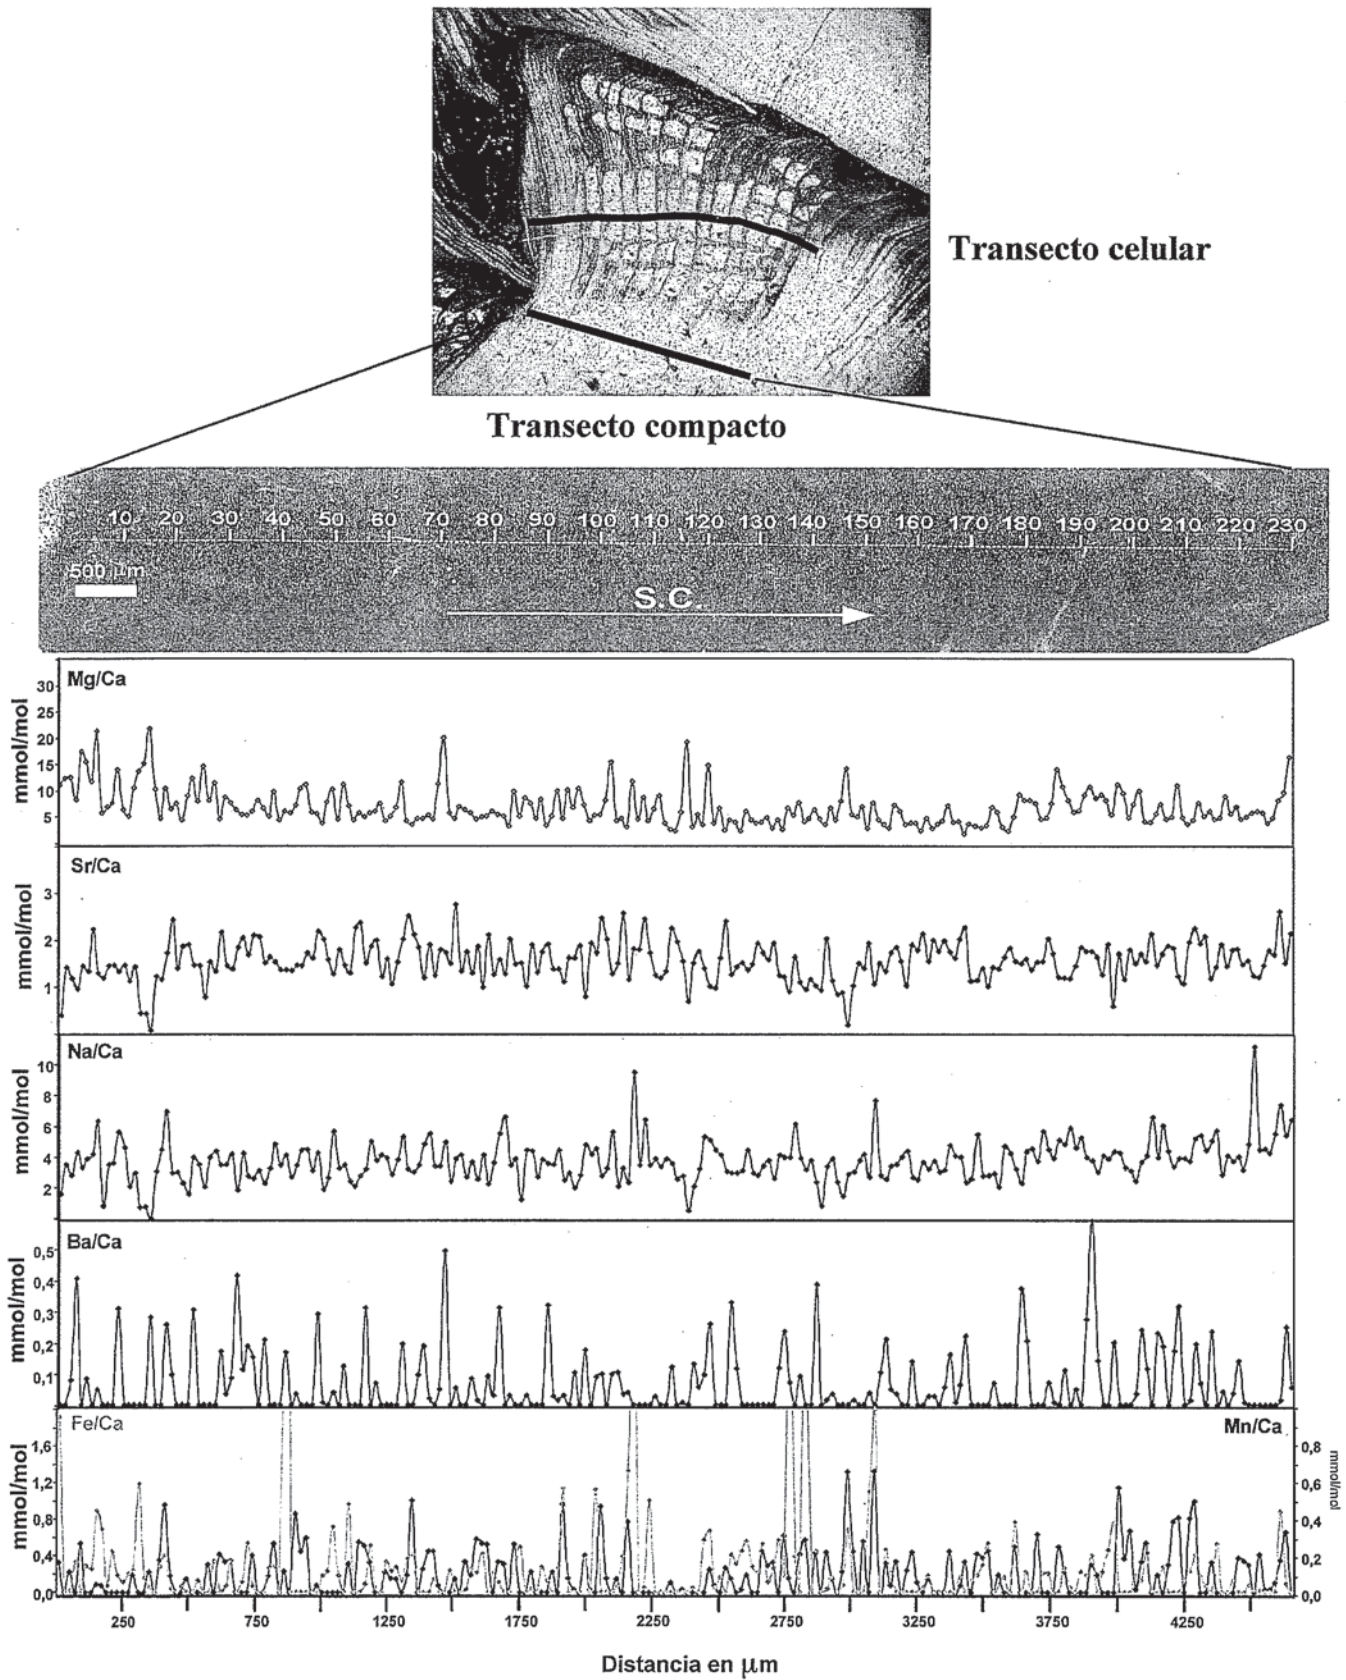 Transecto celular
Transecto compacto
10 20 30 40 50 60 70 80 90 100 110 120 130 140 150 160 170 180 190 200 210 220 230
500 μm
S.C.
Mg/Ca
mmol/mol
30
25
20
15
10
5
Sr/Ca
mmol/mol
3
2
1
Na/Ca
mmol/mol
10
8
6
4
2
Ba/Ca
mmol/mol
0,5
0,4
0,3
0,2
0,1
Fe/Ca
Mn/Ca
mmol/mol
1,6
1,2
0,8
0,4
0,0
0,8
0,6
0,4
0,2
0,0
mmol/mol
250 750 1250 1750 2250 2750 3250 3750 4250
Distancia en μm